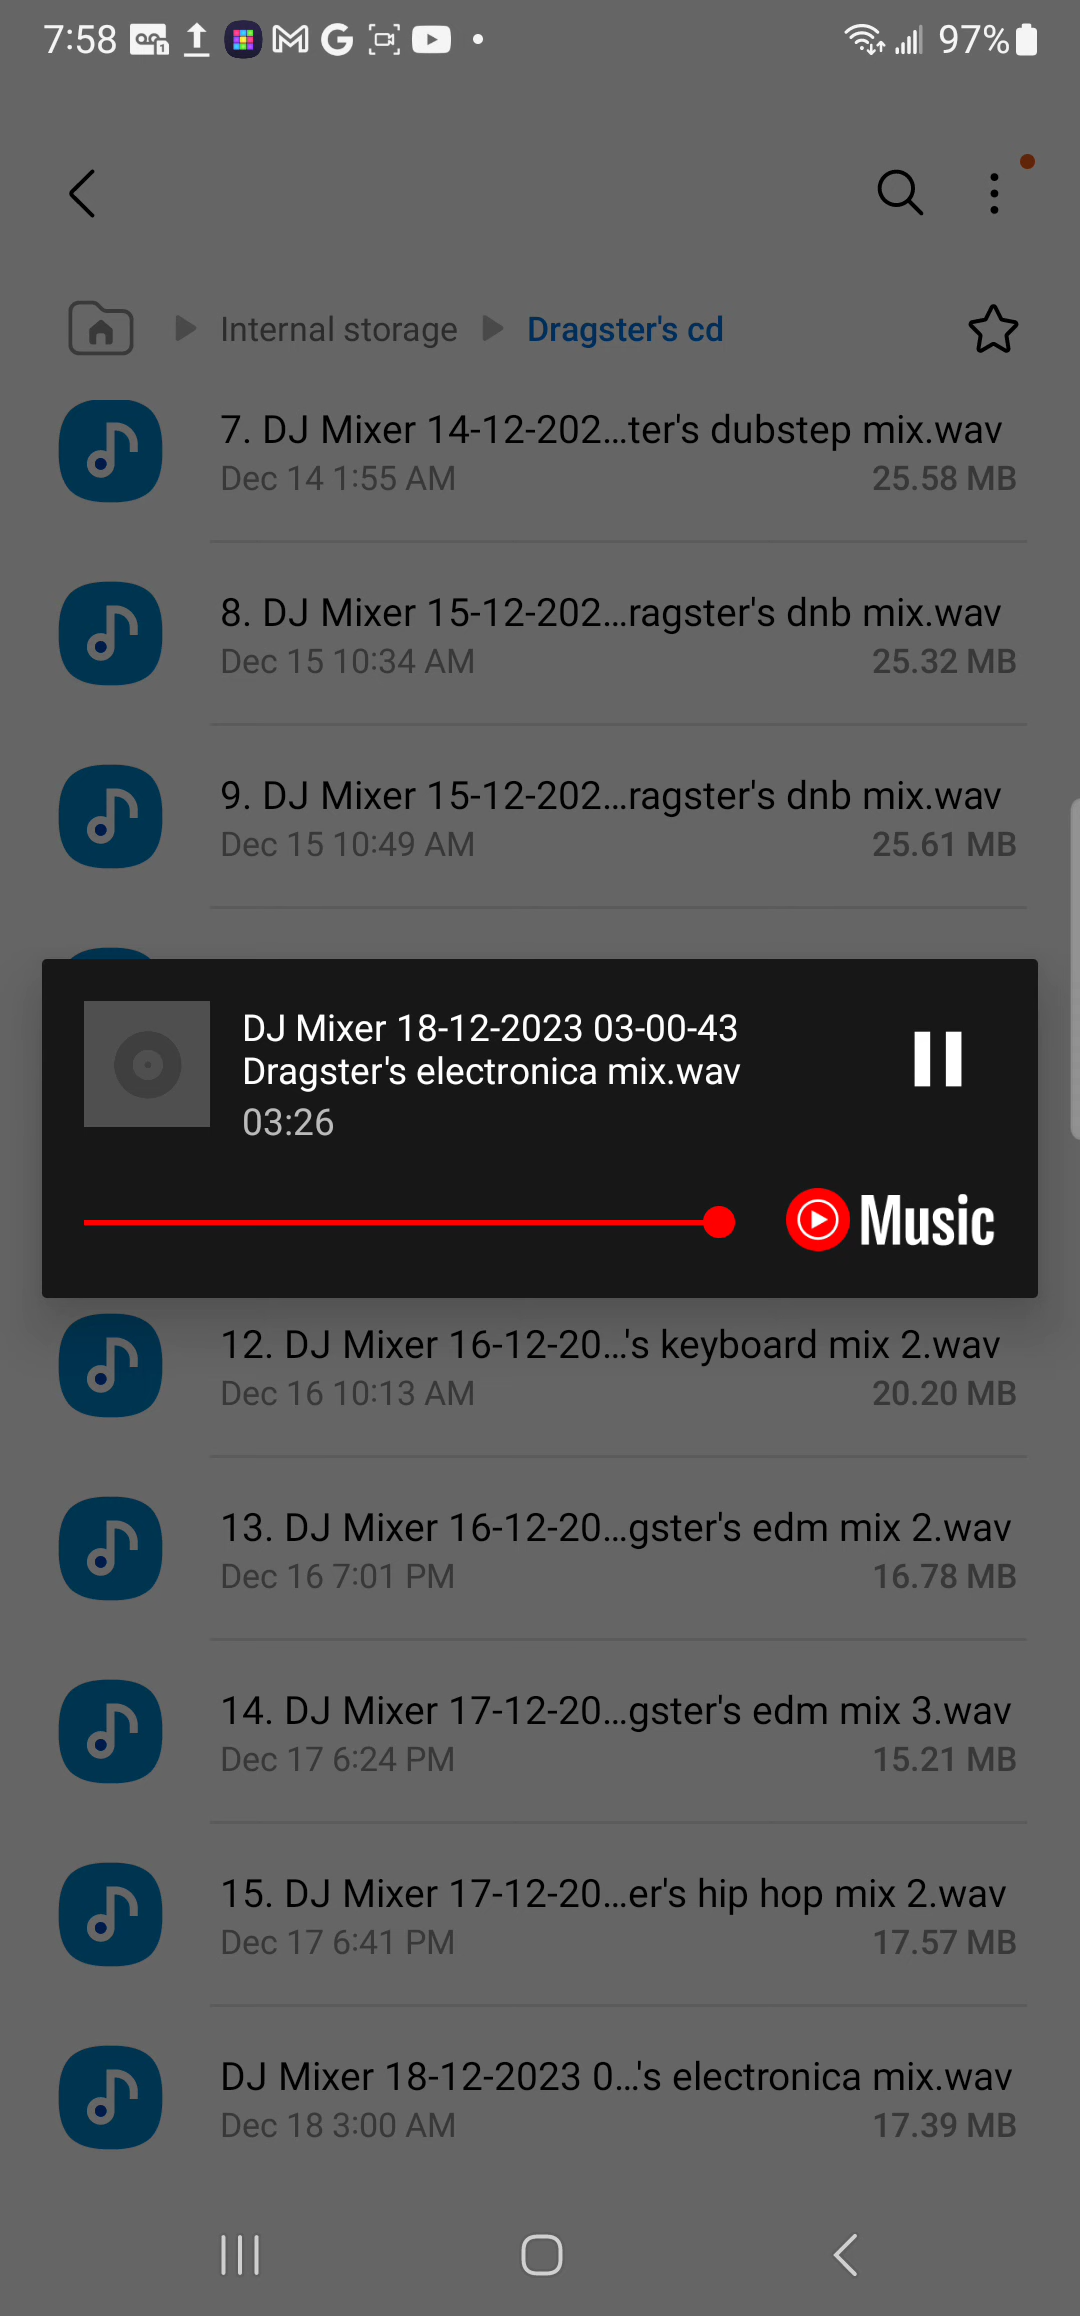 7:58
97%
Internal storage
Dragster's cd
7. DJ Mixer 14-12-202...ter's dubstep mix.wav
Dec 14 1:55 AM
25.58 MB
8. DJ Mixer 15-12-202...ragster's dnb mix.wav
Dec 15 10:34 AM
25.32 MB
9. DJ Mixer 15-12-202...ragster's dnb mix.wav
Dec 15 10:49 AM
25.61 MB
DJ Mixer 18-12-2023 03-00-43
Dragster's electronica mix.wav
03:26
Music
12. DJ Mixer 16-12-20...'s keyboard mix 2.wav
Dec 16 10:13 AM
20.20 MB
13. DJ Mixer 16-12-20...gster's edm mix 2.wav
Dec 16 7:01 PM
16.78 MB
14. DJ Mixer 17-12-20...gster's edm mix 3.wav
Dec 17 6:24 PM
15.21 MB
15. DJ Mixer 17-12-20...er's hip hop mix 2.wav
Dec 17 6:41 PM
17.57 MB
DJ Mixer 18-12-2023 0...'s electronica mix.wav
Dec 18 3:00 AM
17.39 MB